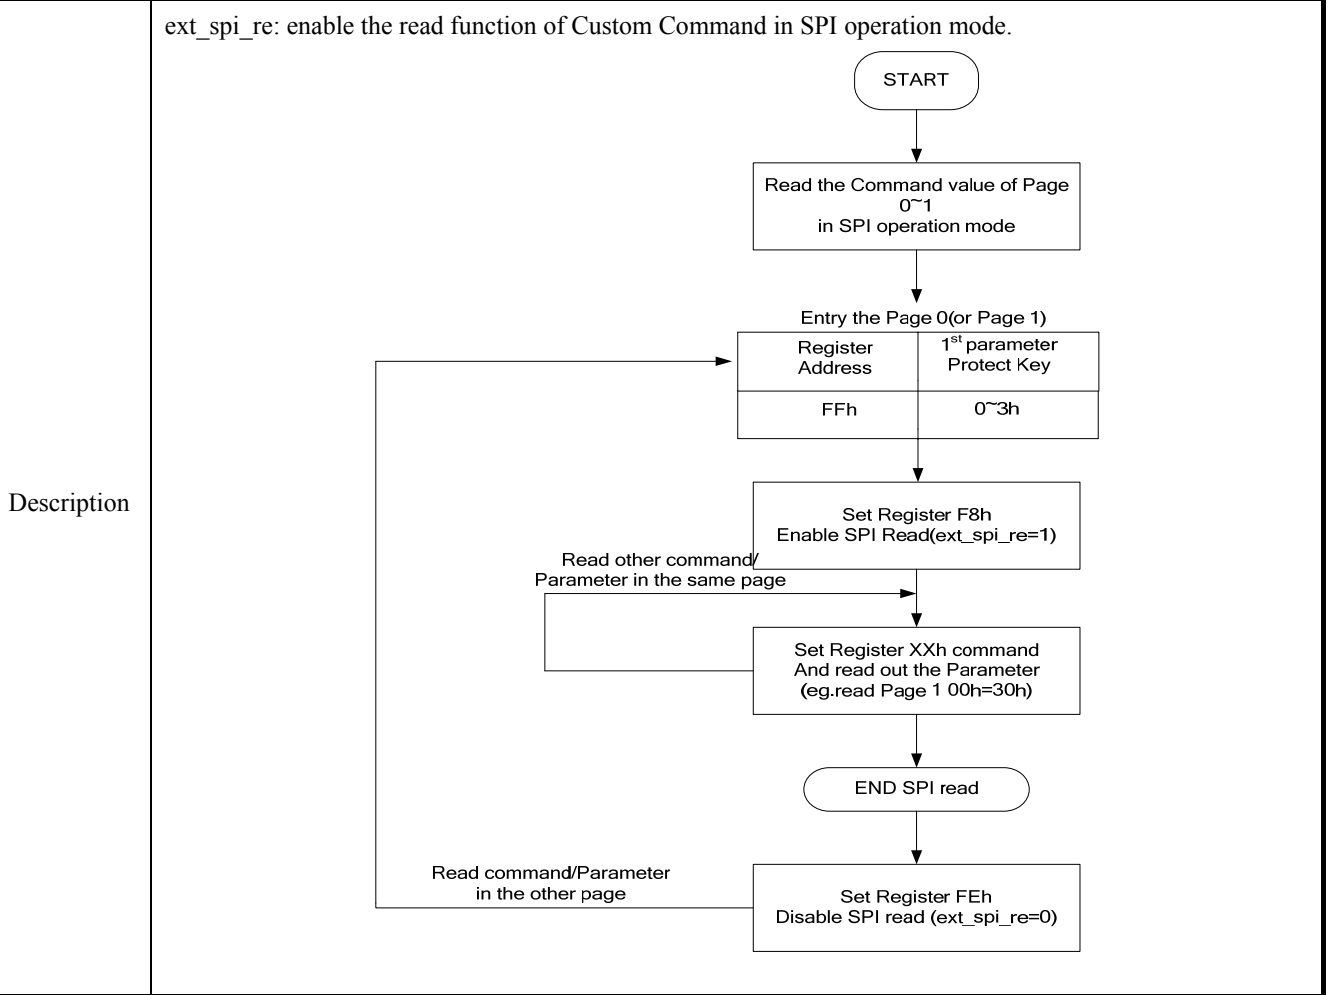 ext_spi_re: enable the read function of Custom Command in SPI operation mode.
START
Read the Command value of Page
0~1
in SPI operation mode
Entry the Page 0(or Page 1)
Register
Address
1st parameter
Protect Key
FFh
0~3h
Description
Set Register F8h
Enable SPI Read(ext_spi_re=1)
Read other command/
Parameter in the same page
Set Register XXh command
And read out the Parameter
(eg.read Page 1 00h=30h)
END SPI read
Read command/Parameter
in the other page
Set Register FEh
Disable SPI read (ext_spi_re=0)